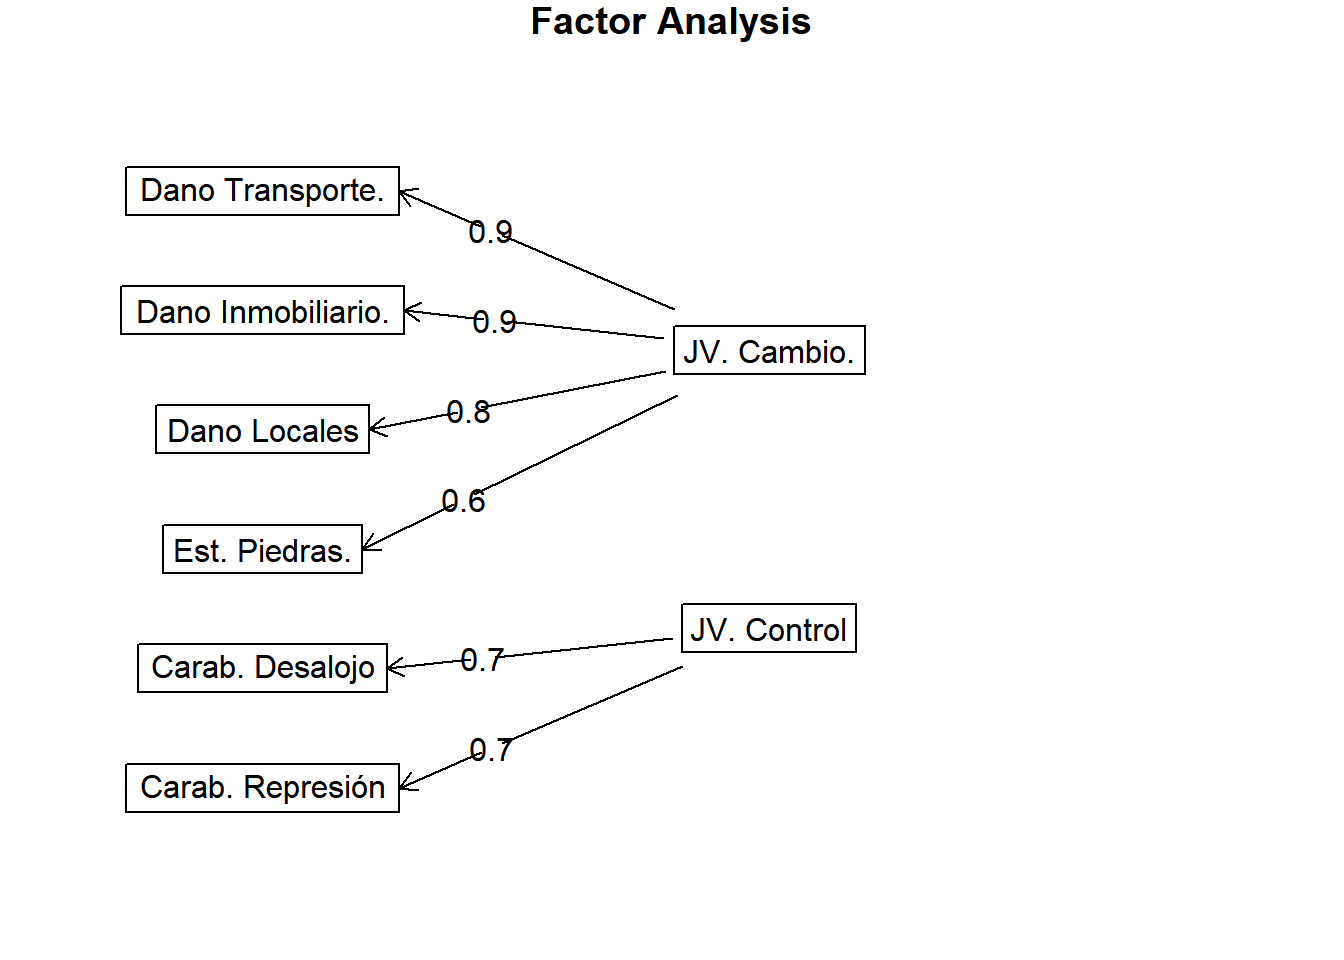 Factor Analysis
Dano Transporte.
0.9
Dano Inmobiliario.
0.9
JV. Cambio.
Dano Locales
0.8
0.6
Est. Piedras.
JV. Control
Carab. Desalojo
0.7
0.7
Carab. Represión